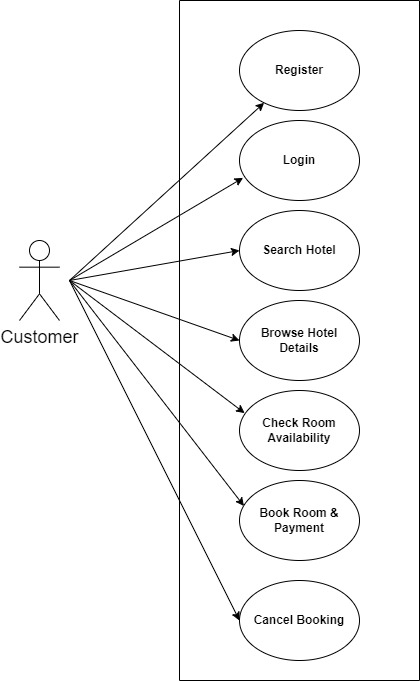 Register
Login
Search Hotel
Customer
Browse Hotel
Details
Check Room
Availability
Book Room &
Payment
Cancel Booking